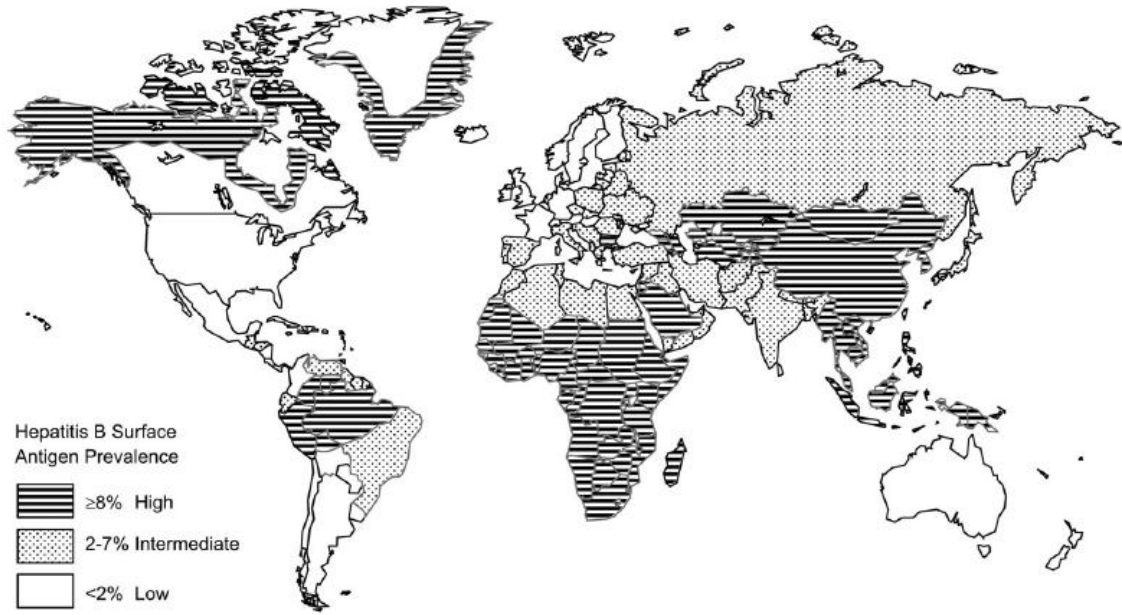 Hepatitis B Surface
Antigen Prevalence
≥8% High
2-7% Intermediate
<2% Low